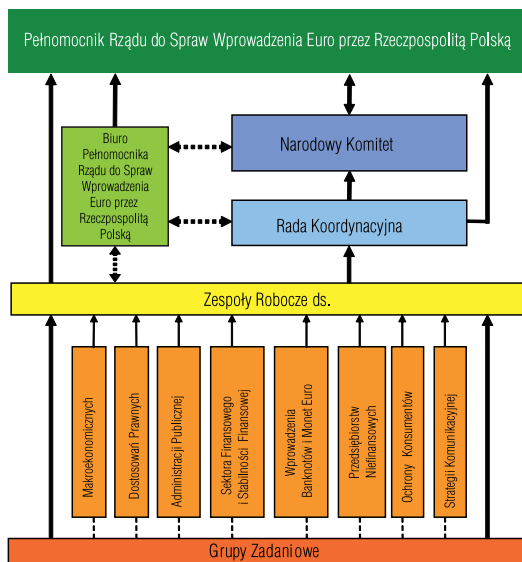 Pełnomocnik Rządu do Spraw Wprowadzenia Euro przez Rzeczpospolitą Polską
Biuro
Pełnomocnika
Rządu do Spraw
Wprowadzenia
Euro przez
Rzeczpospolitą
Polską
Narodowy Komitet
Rada Koordynacyjna
Zespoły Robocze ds.
Makroekonomicznych
Dostosowań Prawnych
Administracji Publicznej
Sektora Finansowego
i Stabilności Finansowej
Wprowadzenia
Banknotów i Monet Euro
Przedsiębiorstw
Niefinansowych
Ochrony Konsumentów
Strategii Komunikacyjnej
Grupy Zadaniowe